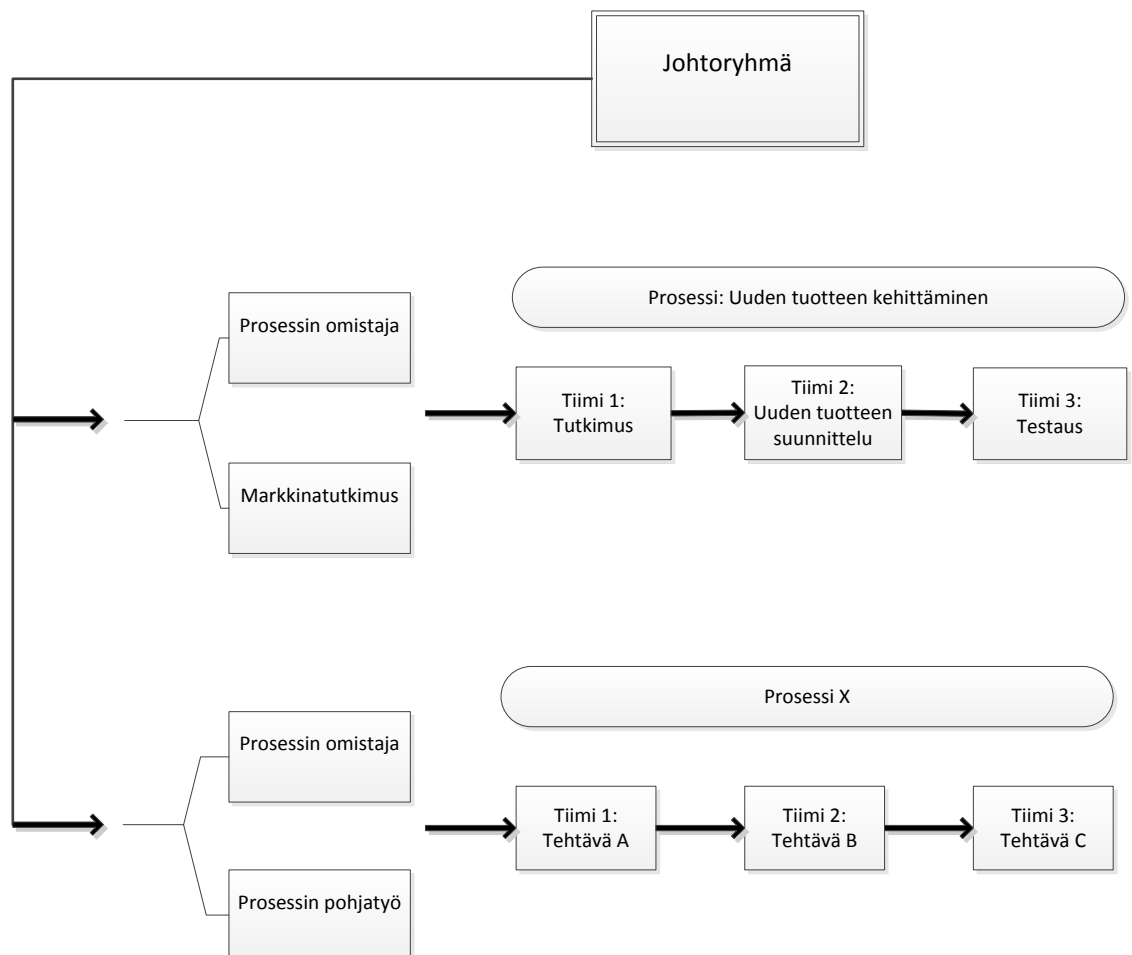 Johtoryhmä
Prosessi: Uuden tuotteen kehittäminen
Prosessin omistaja
Tiimi 1:
Tutkimus
Tiimi 2:
Uuden tuotteen
suunnittelu
Tiimi 3:
Testaus
Markkinatutkimus
Prosessi X
Prosessin omistaja
Tiimi 1:
Tehtävä A
Tiimi 2:
Tehtävä B
Tiimi 3:
Tehtävä C
Prosessin pohjatyö